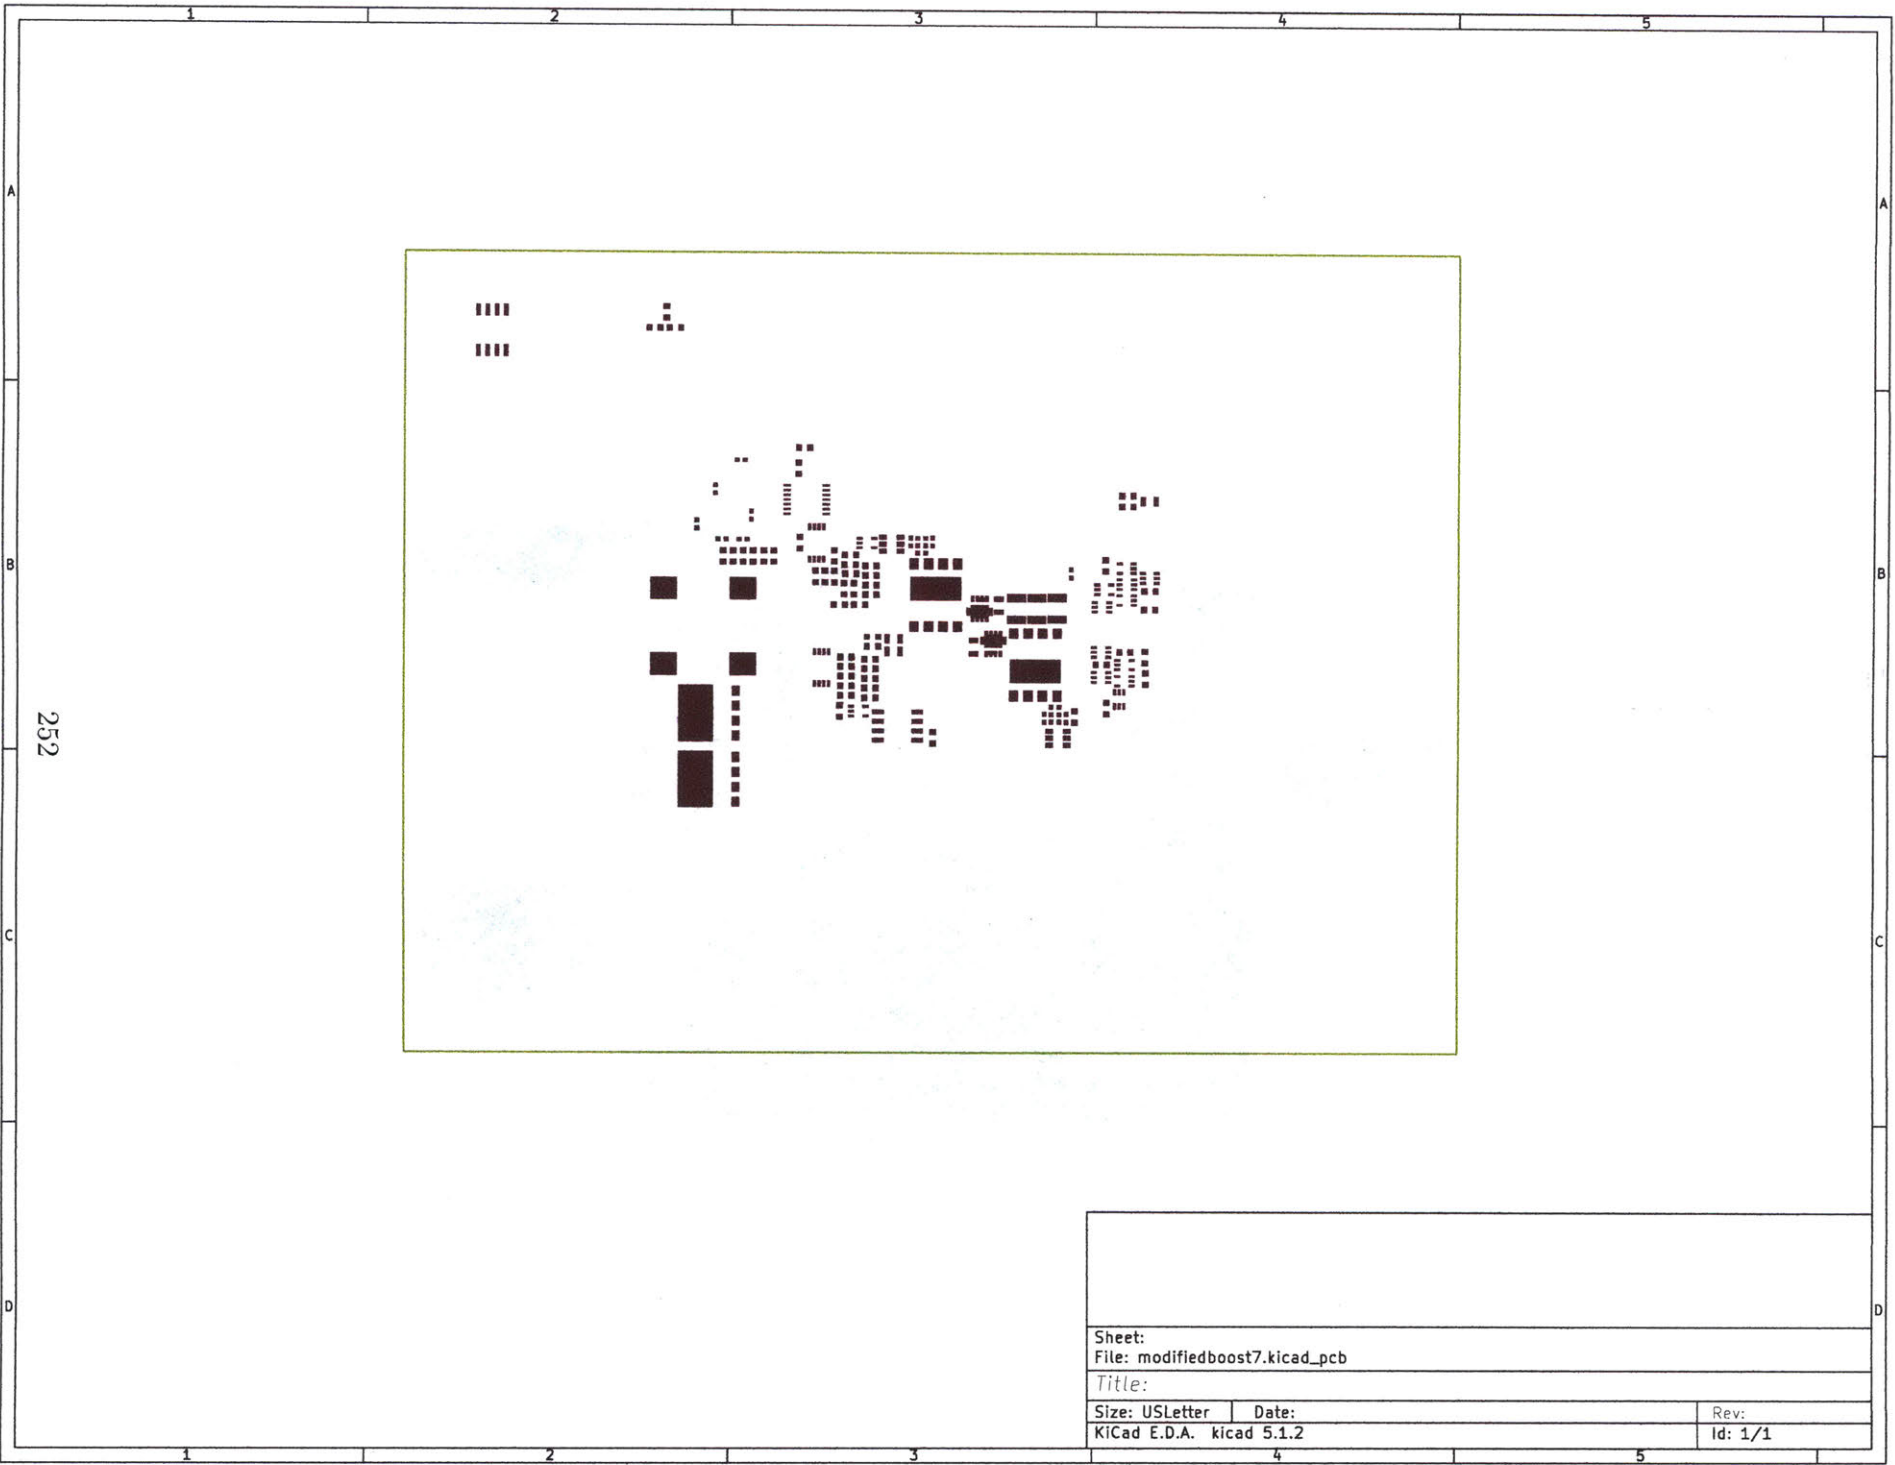 1 2 3 4 5
A A
B B
252
C C
D D
Sheet:
File: modifiedboost7.kicad_pcb
Title:
Size: USLetter Date: Rev:
KiCad E.D.A. kicad 5.1.2 Id: 1/1
1 2 3 4 5